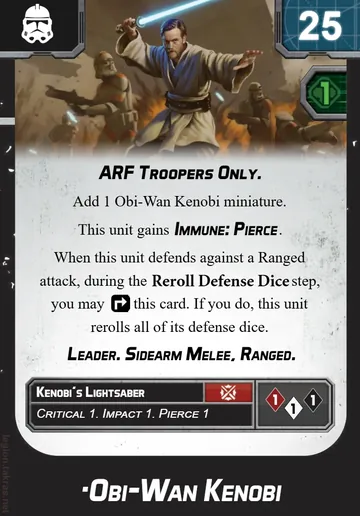 25
1
ARF Troopers Only.
Add 1 Obi-Wan Kenobi miniature.
This unit gains Immune: Pierce.
When this unit defends against a Ranged
attack, during the Reroll Defense Dice step,
you may this card. If you do, this unit
rerolls all of its defense dice.
Leader. Sidearm Melee, Ranged.
Kenobi´s Lightsaber
Critical 1. Impact 1. Pierce 1
1 1 1
•Obi-Wan Kenobi